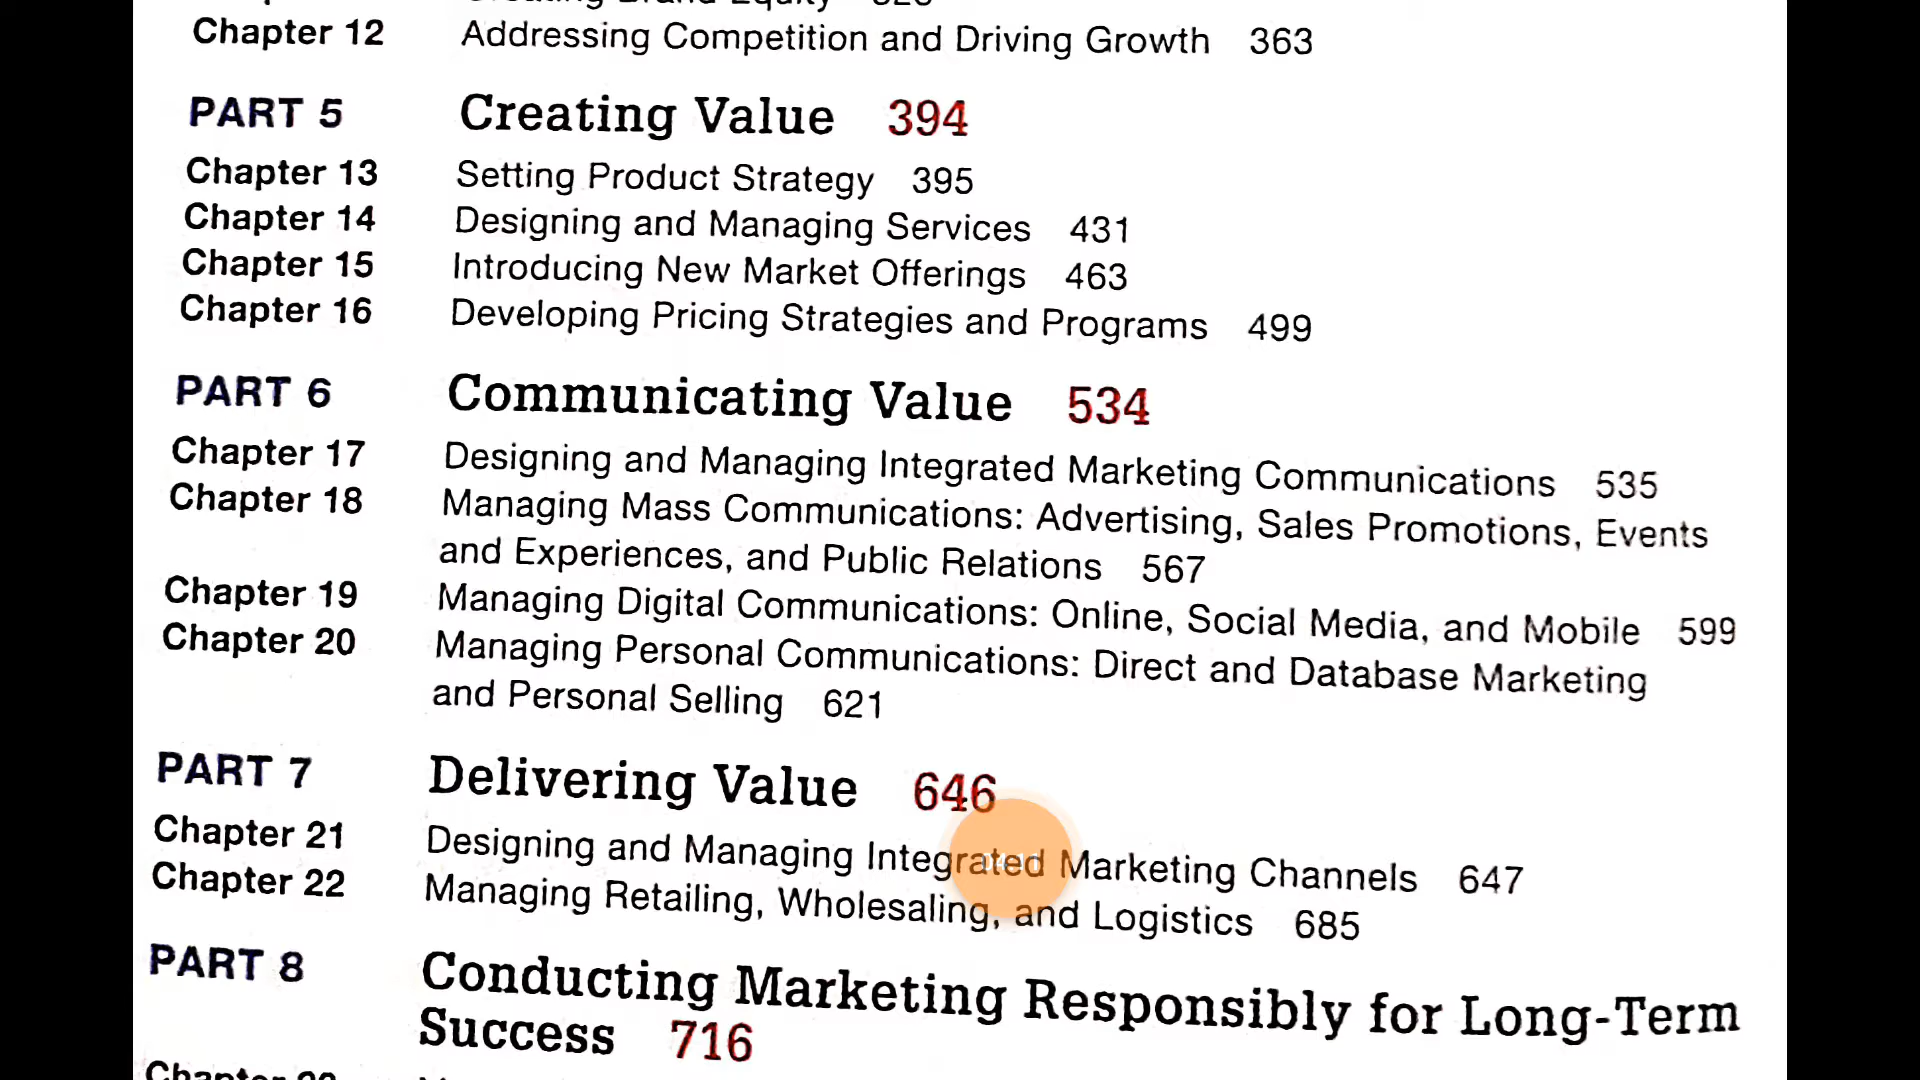 Creating Brand Equity
Chapter 12 Addressing Competition and Driving Growth 363
PART 5 Creating Value 394
Chapter 13 Setting Product Strategy 395
Chapter 14 Designing and Managing Services 431
Chapter 15 Introducing New Market Offerings 463
Chapter 16 Developing Pricing Strategies and Programs 499
PART 6 Communicating Value 534
Chapter 17 Designing and Managing Integrated Marketing Communications 535
Chapter 18 Managing Mass Communications: Advertising, Sales Promotions, Events
and Experiences, and Public Relations 567
Chapter 19 Managing Digital Communications: Online, Social Media, and Mobile 599
Chapter 20 Managing Personal Communications: Direct and Database Marketing
and Personal Selling 621
PART 7 Delivering Value 646
Chapter 21 Designing and Managing Integrated Marketing Channels 647
Chapter 22 Managing Retailing, Wholesaling, and Logistics 685
PART 8 Conducting Marketing Responsibly for Long-Term
Success 716
Chapter